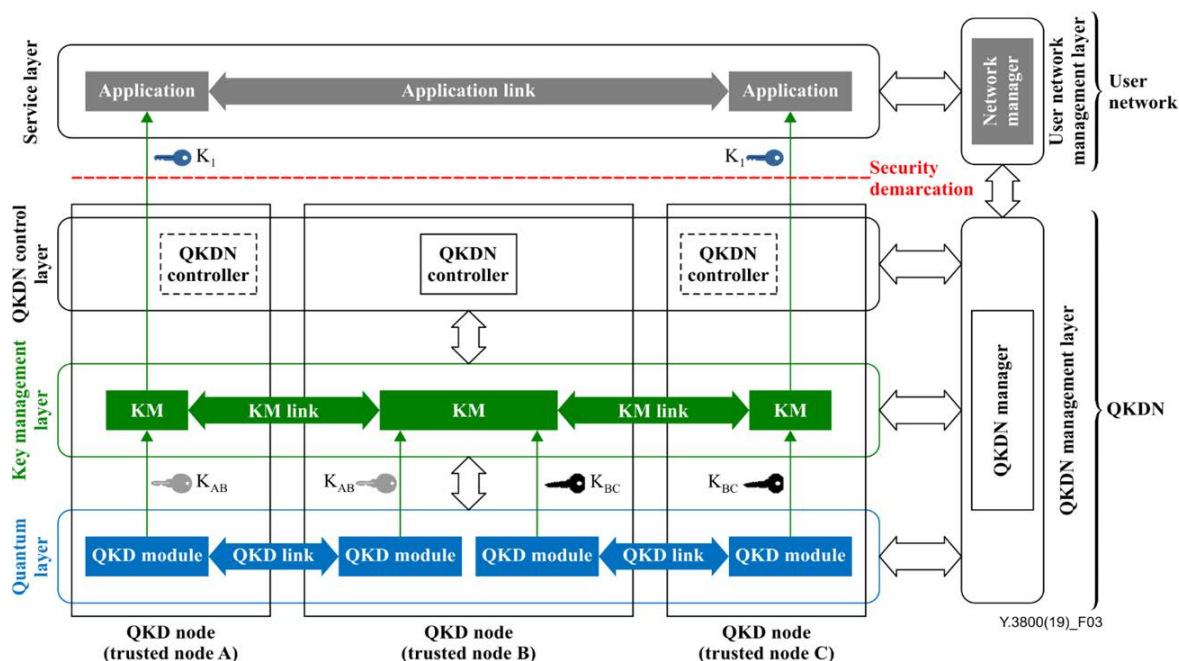 Service layer
Application
Application link
Application
Network
manager
User network
management layer
User
network
K1
K1
Security
demarcation
QKDN control
layer
QKDN
controller
QKDN
controller
QKDN
controller
Key management
layer
KM
KM link
KM
KM link
KM
QKDN manager
QKDN management layer
QKDN
KAB
KAB
KBC
KBC
Quantum
layer
QKD module
QKD link
QKD module
QKD module
QKD link
QKD module
QKD node
(trusted node A)
QKD node
(trusted node B)
QKD node
(trusted node C)
Y.3800(19)_F03